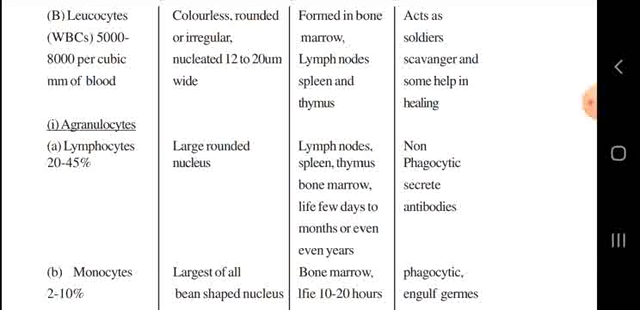 (B) Leucocytes Colourless, rounded Formed in bone Acts as
(WBCs) 5000- or irregular, marrow, soldiers
8000 per cubic nucleated 12 to 20um Lymph nodes scavanger and
mm of blood wide spleen and some help in
thymus healing
(i) Agranulocytes
(a) Lymphocytes Large rounded Lymph nodes, Non
20-45% nucleus spleen, thymus Phagocytic
bone marrow, secrete
life few days to antibodies
months or even
even years
(b) Monocytes Largest of all Bone marrow, phagocytic,
2-10% bean shaped nucleus lfie 10-20 hours engulf germes